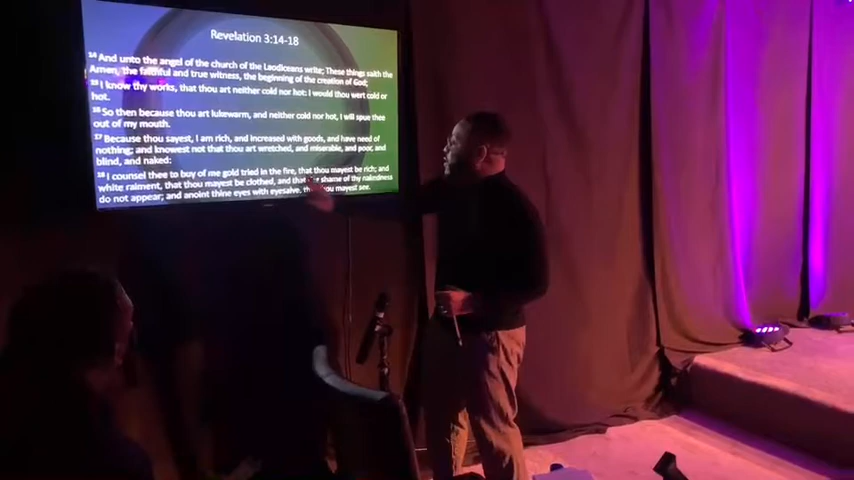 Revelation 3:14-18
14 And unto the angel of the church of the Laodiceans write; These things saith the
Amen, the faithful and true witness, the beginning of the creation of God;
15 I know thy works, that thou art neither cold nor hot: I would thou wert cold or
hot.
16 So then because thou art lukewarm, and neither cold nor hot, I will spue thee
out of my mouth.
17 Because thou sayest, I am rich, and increased with goods, and have need of
nothing; and knowest not that thou art wretched, and miserable, and poor, and
blind, and naked:
18 I counsel thee to buy of me gold tried in the fire, that thou mayest be rich; and
white raiment, that thou mayest be clothed, and that shame of thy nakedness
do not appear; and anoint thine eyes with eyesalve, thou mayest see.